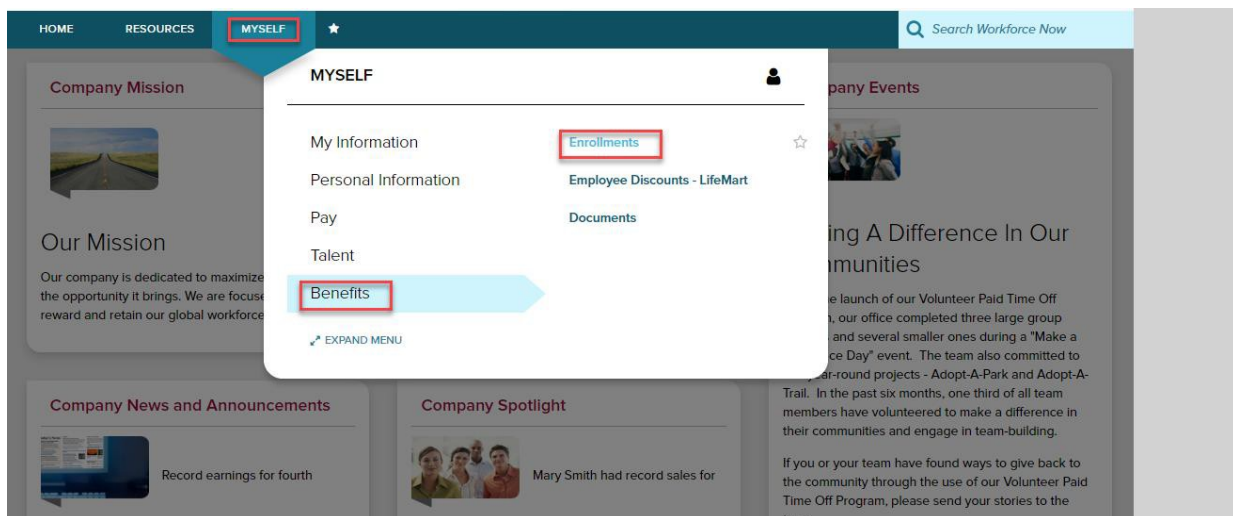 HOME RESOURCES MYSELF Search Workforce Now
MYSELF
My Information
Personal Information
Pay
Talent
Benefits
EXPAND MENU
Enrollments
Employee Discounts - LifeMart
Documents
Company Mission
Our Mission
Our company is dedicated to maximize
the opportunity it brings. We are
reward and retain our global workforce
Company News and Announcements
Record earnings for fourth
Company Spotlight
Mary Smith had record sales for
Events
A Difference In Our
launch of our Volunteer Paid Time Off
our office completed three large group
and several smaller ones during a "Make a
Day" event. The team also committed to
projects - Adopt-A-Park and Adopt-A-
Trail. In the past six months, one third of all team
members have volunteered to make a difference in
their communities and engage in team-building.
If you or your team have found ways to give back to
the community through the use of our Volunteer Paid
Time Off Program, please send your stories to the